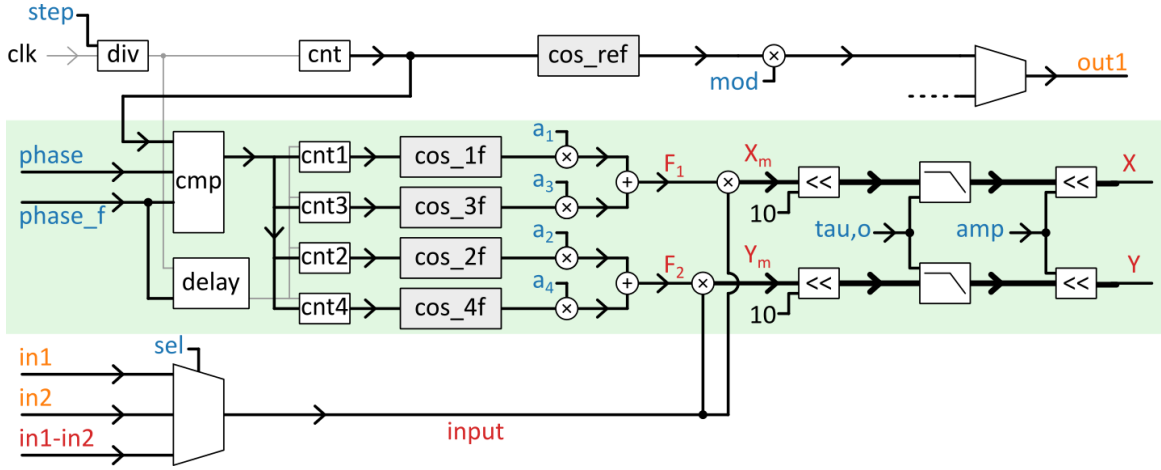 step
clk
div
cnt
cos_ref
mod
out1
phase
phase_f
cmp
delay
cnt1
cos_1f
a1
cnt3
cos_3f
a3
cnt2
cos_2f
a2
cnt4
cos_4f
a4
F1
F2
Xm
Ym
<<
10
<<
10
tau,o
amp
<<
X
<<
Y
sel
in1
in2
in1-in2
input